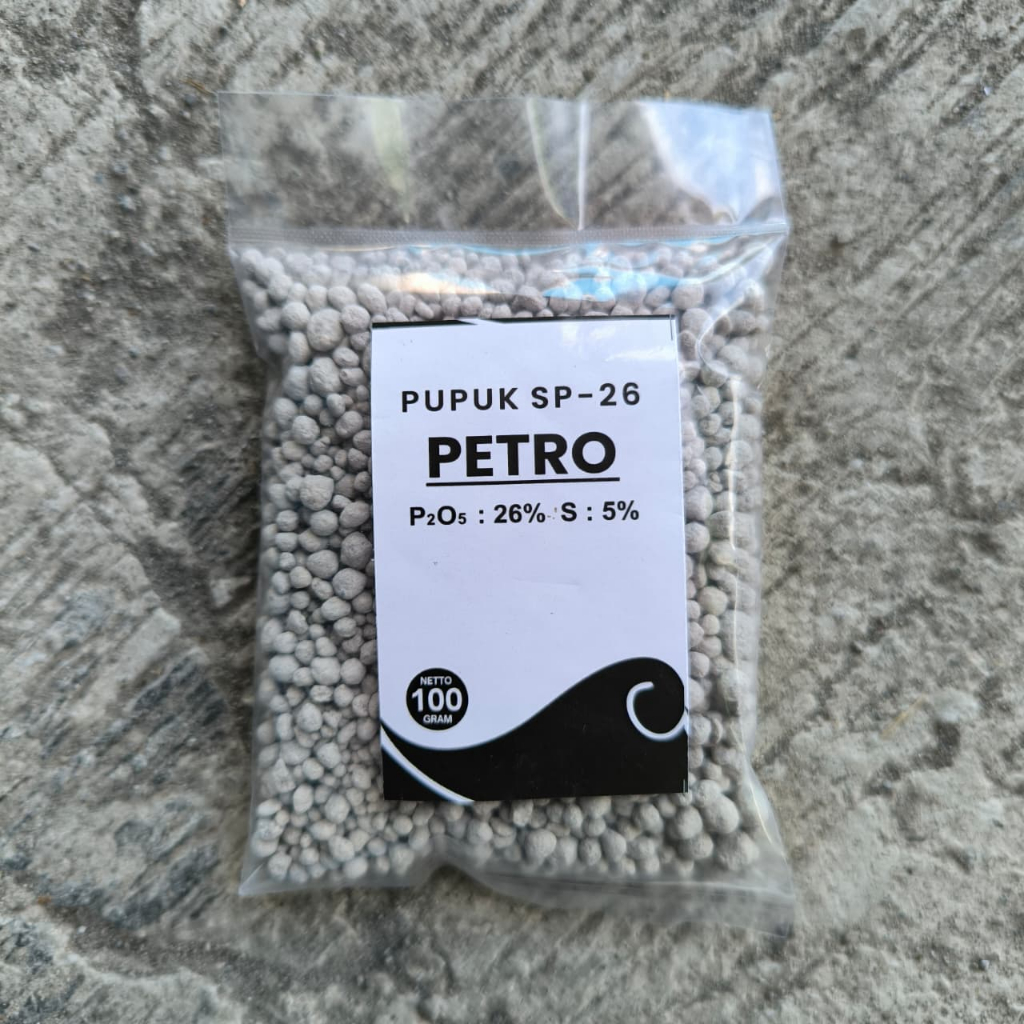 PUPUK SP-26
PETRO
P₂O₅ : 26% S : 5%
NETTO
100
GRAM